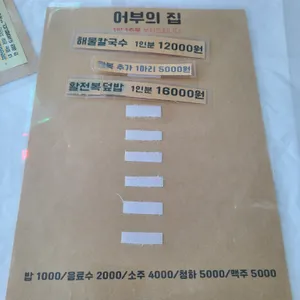 어부의 집
해물칼국수 1인분 12000원
전복 추가 1마리 5000원
활전복덮밥 1인분 16000원
밥 1000/음료수 2000/소주 4000/청하 5000/맥주 5000